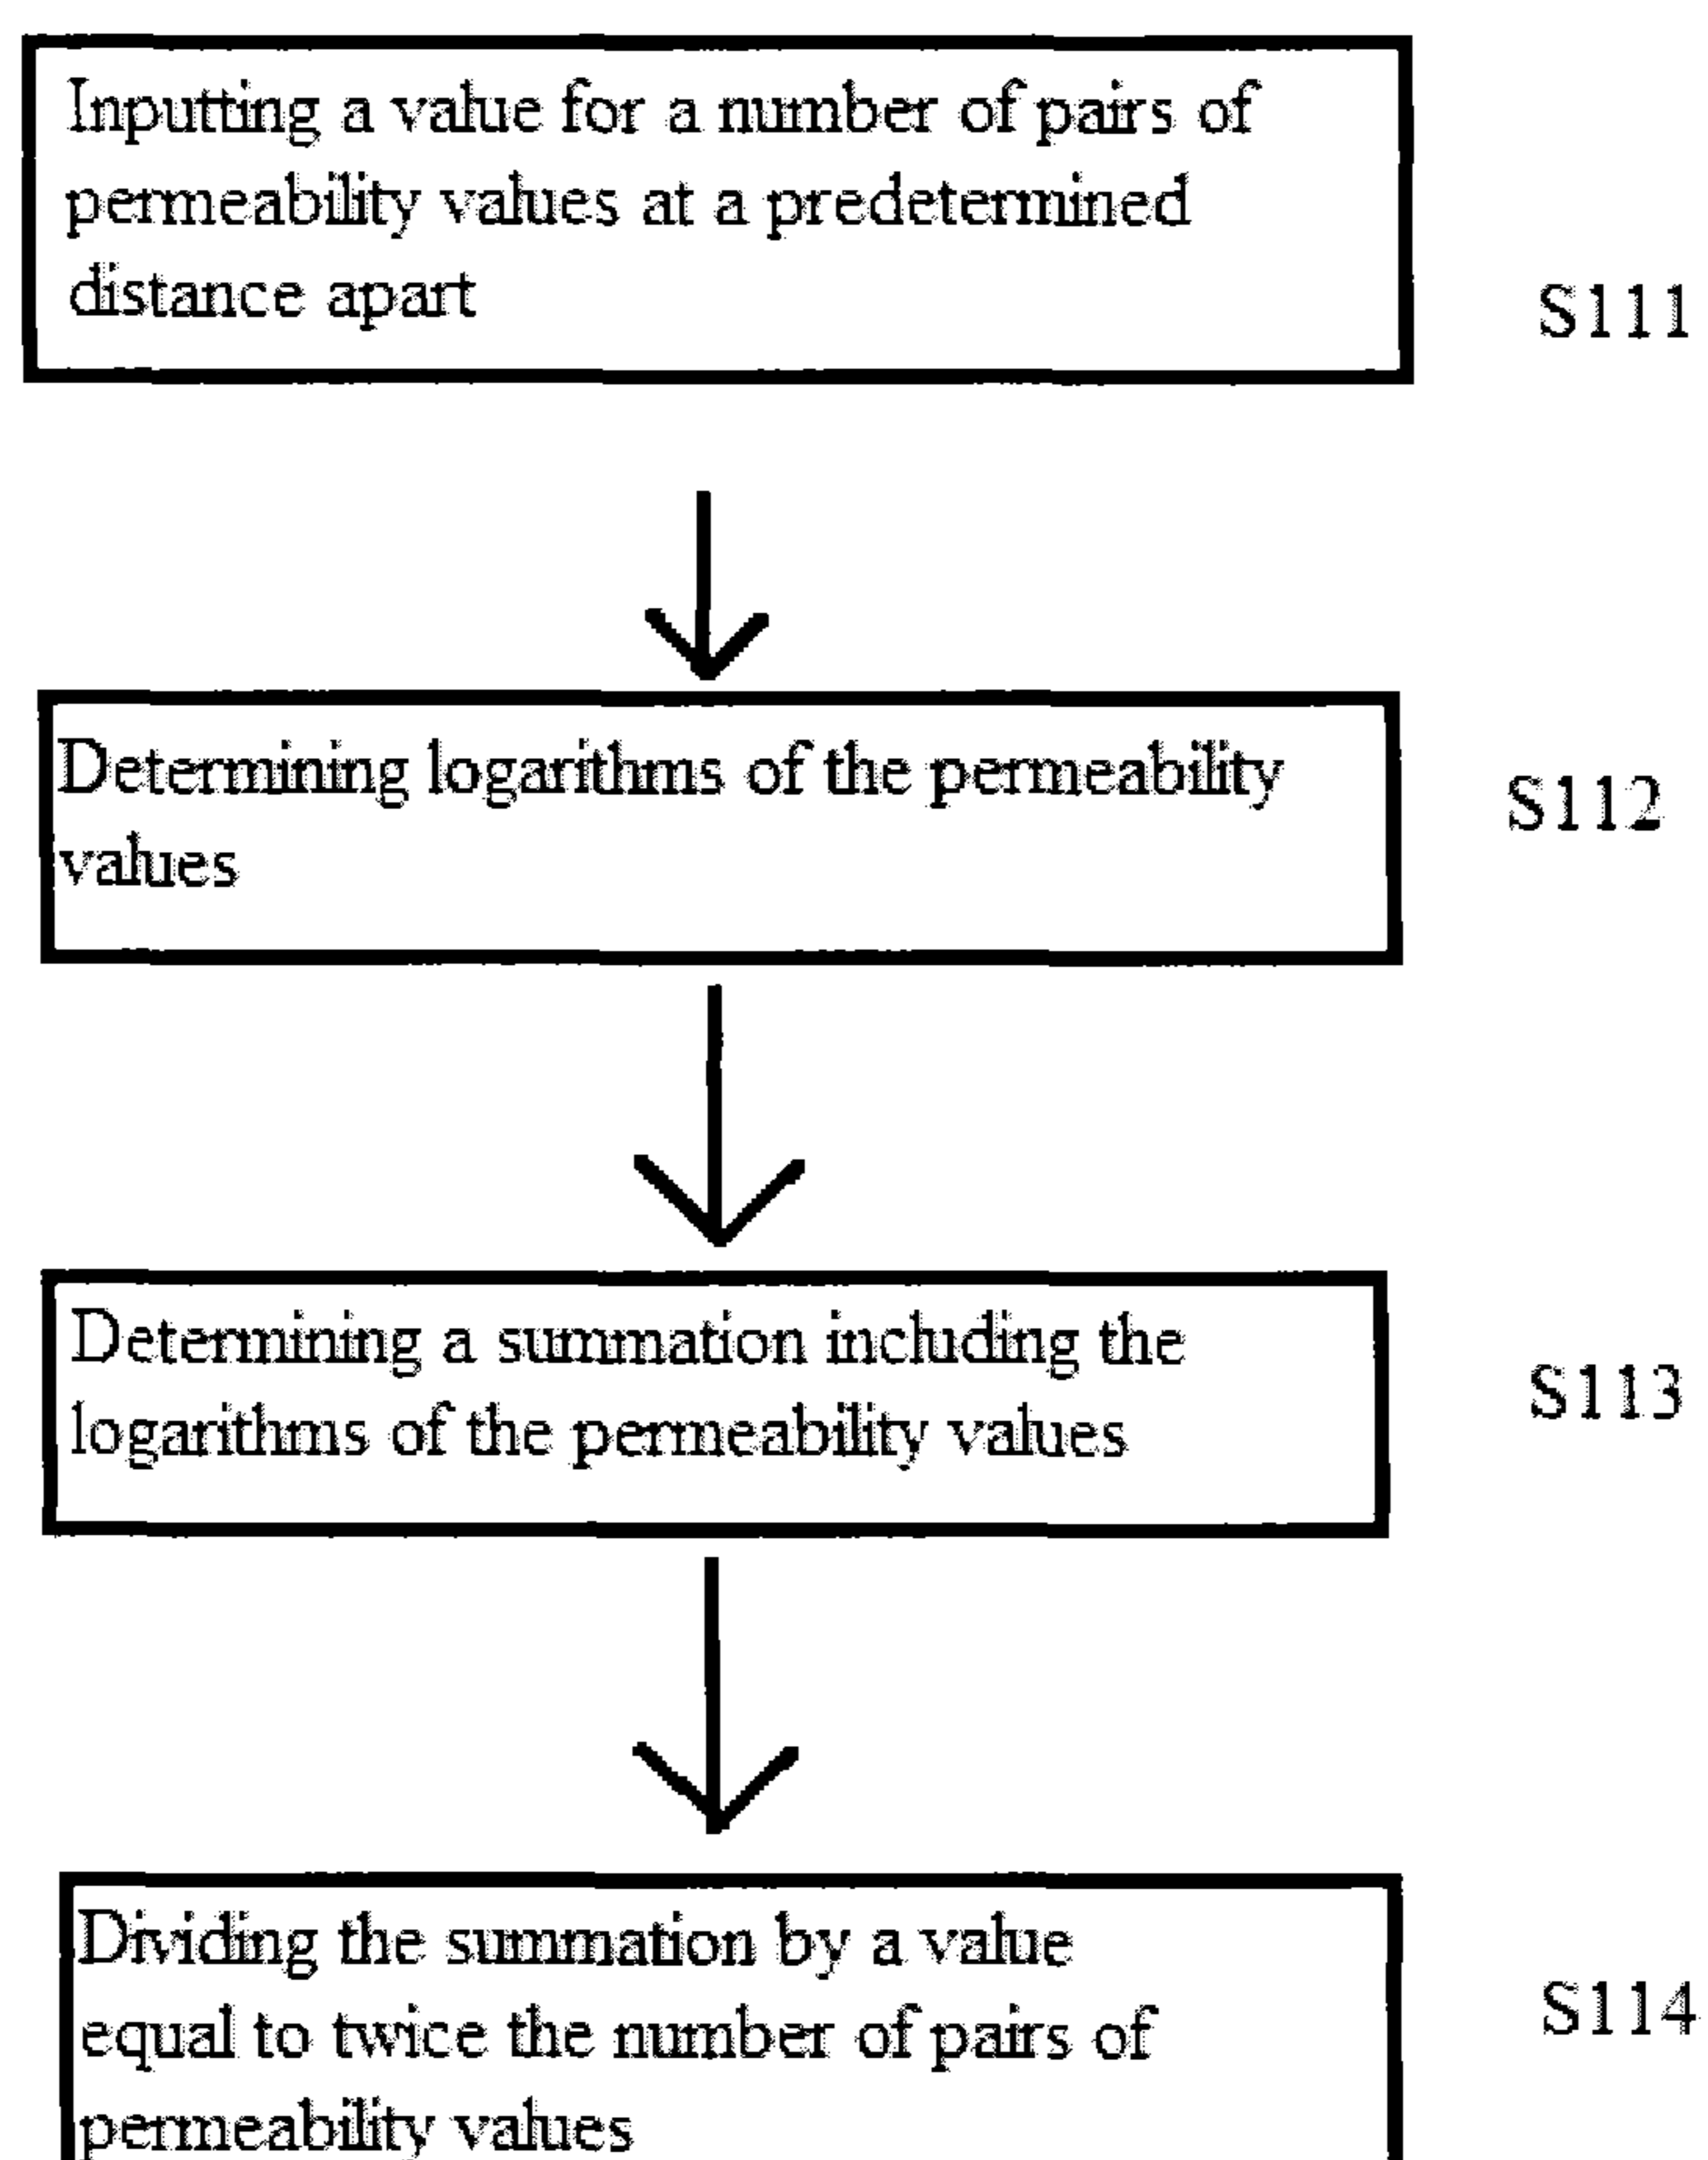 Inputting a value for a number of pairs of
permeability values at a predetermined
distance apart
S111
Determining logarithms of the permeability
values
S112
Determining a summation including the
logarithms of the permeability values
S113
Dividing the summation by a value
equal to twice the number of pairs of
permeability values
S114